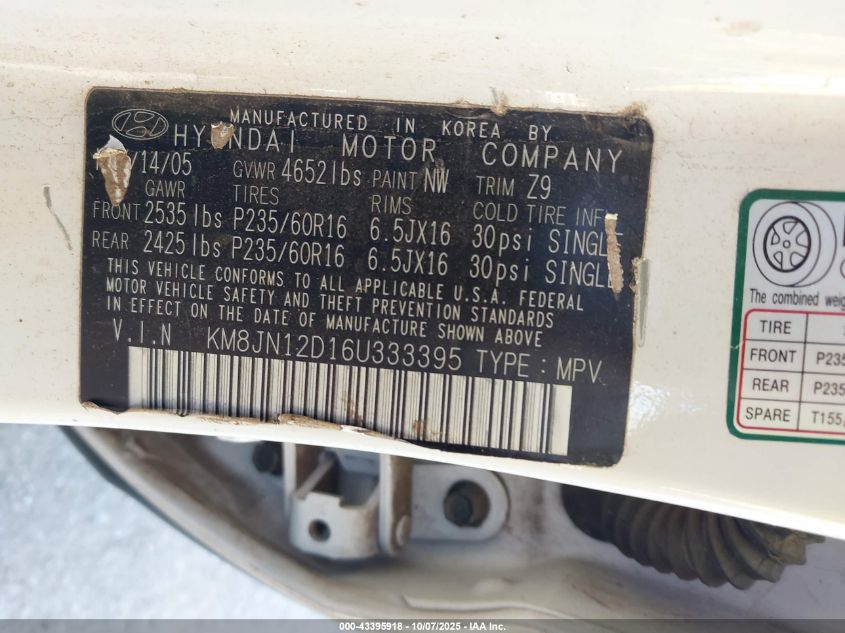 MANUFACTURED IN KOREA BY
HYUNDAI MOTOR COMPANY
/14/05 GVWR 4652lbs PAINT NW TRIM Z9
GAWR TIRES RIMS COLD TIRE INF
FRONT 2535lbs P235/60R16 6.5JX16 30psi SINGLE
REAR 2425lbs P235/60R16 6.5JX16 30psi SINGLE
THIS VEHICLE CONFORMS TO ALL APPLICABLE U.S.A. FEDERAL
MOTOR VEHICLE SAFETY AND THEFT PREVENTION STANDARDS
IN EFFECT ON THE DATE OF MANUFACTURE SHOWN ABOVE
V.I.N KM8JN12D16U333395 TYPE : MPV
The combined weig
TIRE
FRONT P235
REAR P235
SPARE T155,
000-43395918 - 10/07/2025 - IAA Inc.